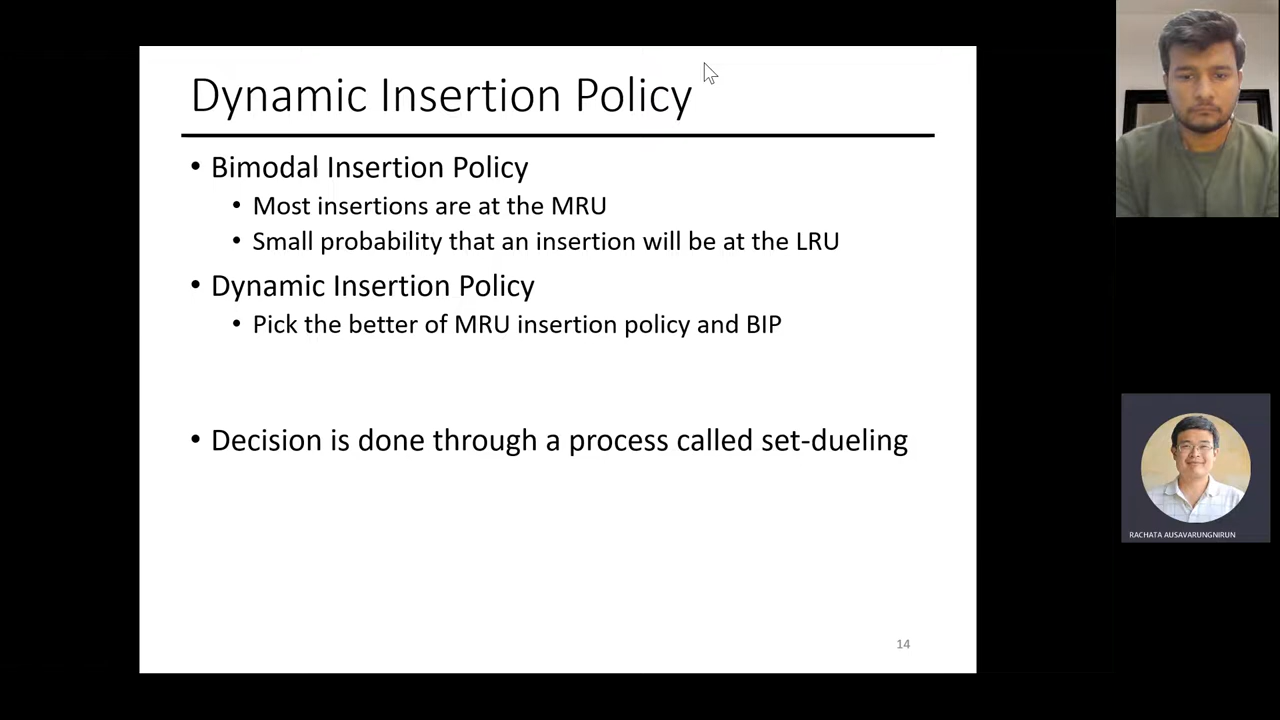 Dynamic Insertion Policy
• Bimodal Insertion Policy
• Most insertions are at the MRU
• Small probability that an insertion will be at the LRU
• Dynamic Insertion Policy
• Pick the better of MRU insertion policy and BIP
• Decision is done through a process called set-dueling
14
RACHATA AUSAVARUNGNIRUN